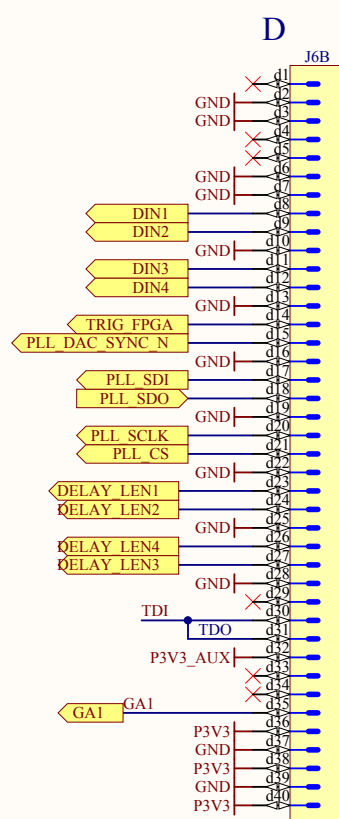 D
J6B
d1
GND d2
GND d3
d4
d5
GND d6
GND d7
DIN1 d8
DIN2 d9
GND d10
DIN3 d11
DIN4 d12
GND d13
TRIG_FPGA d14
PLL_DAC_SYNC_N d15
GND d16
PLL_SDI d17
PLL_SDO d18
GND d19
PLL_SCLK d20
PLL_CS d21
GND d22
DELAY_LEN1 d23
DELAY_LEN2 d24
GND d25
DELAY_LEN4 d26
DELAY_LEN3 d27
GND d28
d29
TDI d30
TDO d31
P3V3_AUX d32
d33
d34
GA1 GA1 d35
P3V3 d36
GND d37
P3V3 d38
GND d39
P3V3 d40